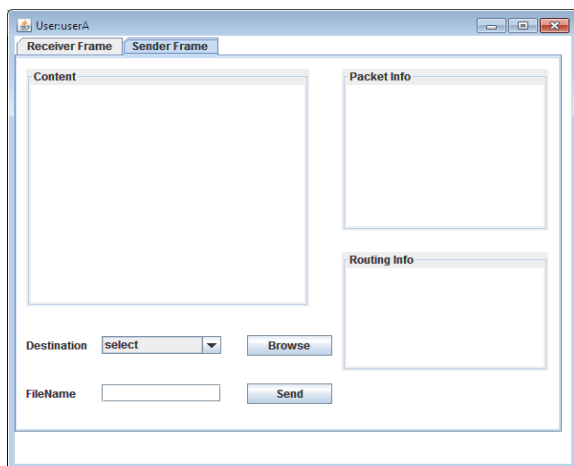 User:userA
Receiver Frame Sender Frame
Content
Packet Info
Routing Info
Destination select Browse
FileName Send